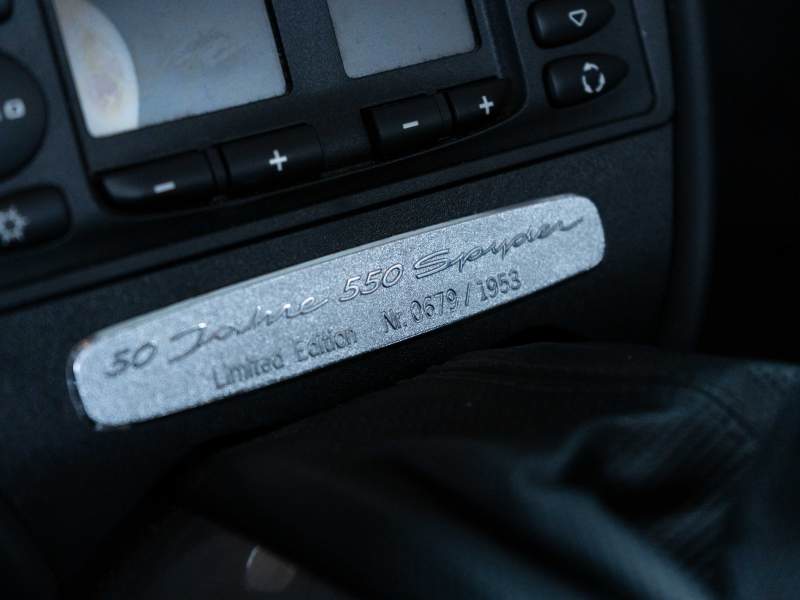 50 Jahre 550 Spyder
Limited Edition Nr. 0679 / 1953